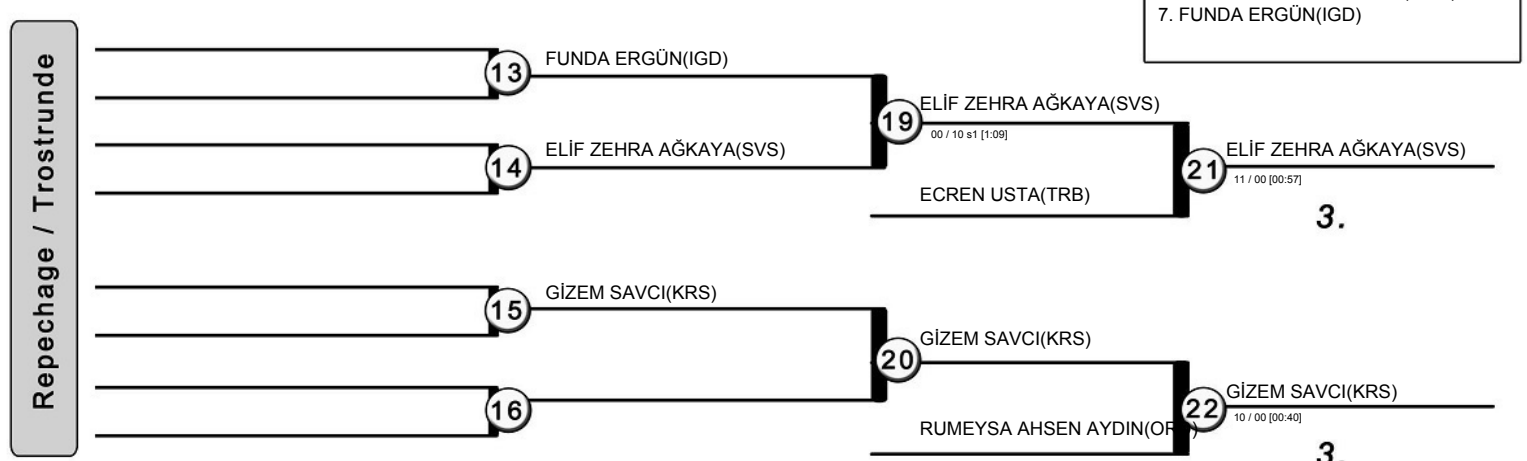 7. FUNDA ERGÜN(IGD)
Repechage / Trostrunde
13
FUNDA ERGÜN(IGD)
19
ELİF ZEHRA AĞKAYA(SVS)
00 / 10 s1 [1:09]
14
ELİF ZEHRA AĞKAYA(SVS)
21
ELİF ZEHRA AĞKAYA(SVS)
11 / 00 [00:57]
ECREN USTA(TRB)
3.
15
GİZEM SAVCI(KRS)
20
GİZEM SAVCI(KRS)
16
22
GİZEM SAVCI(KRS)
10 / 00 [00:40]
RUMEYSA AHSEN AYDIN
3.